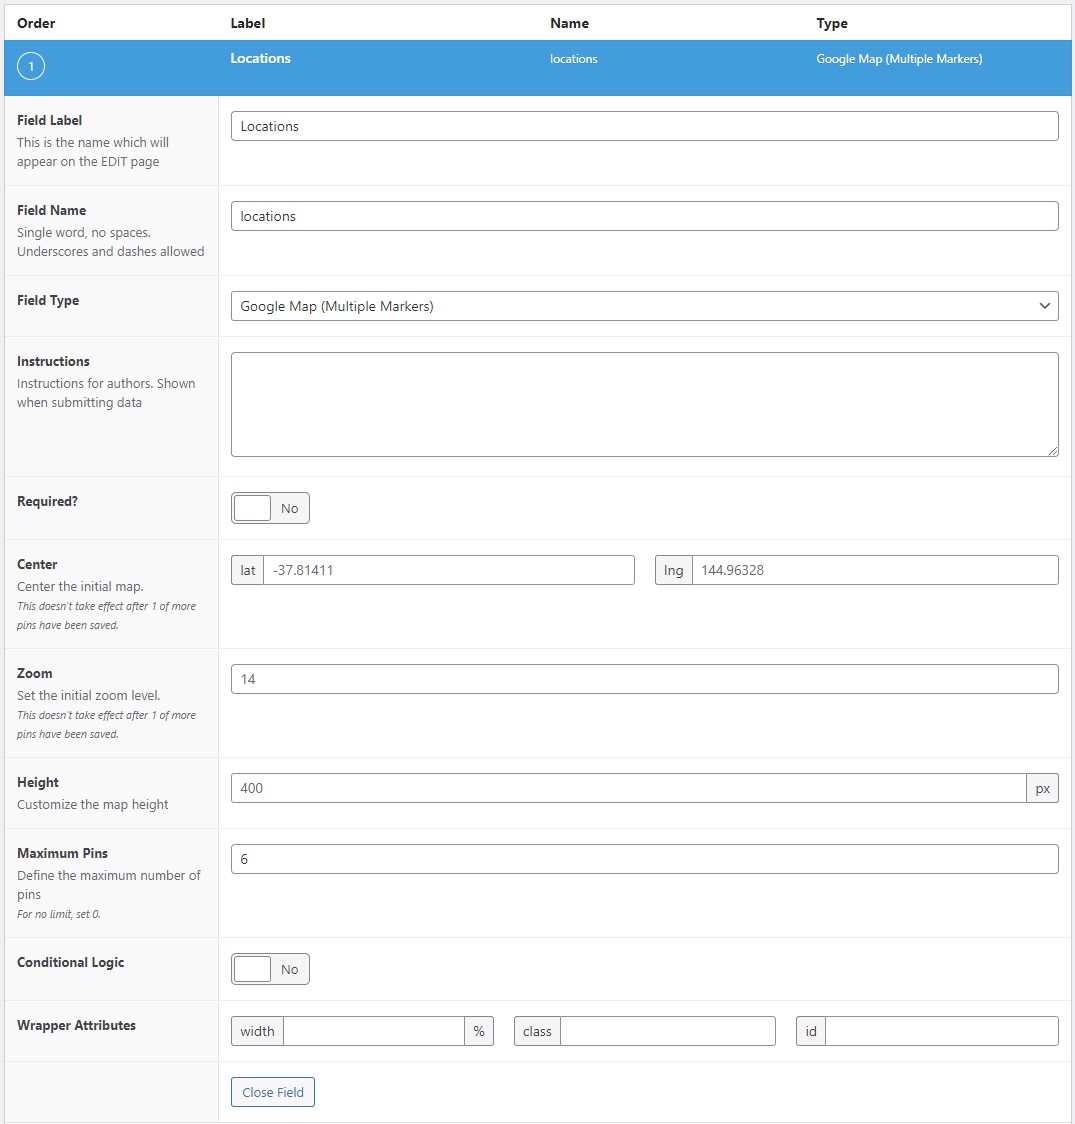 Order Label Name Type
1 Locations locations Google Map (Multiple Markers)
Field Label
This is the name which will
appear on the EDIT page
Locations
Field Name
Single word, no spaces.
Underscores and dashes allowed
locations
Field Type
Google Map (Multiple Markers)
Instructions
Instructions for authors. Shown
when submitting data
Required?
No
Center
Center the initial map.
This doesn't take effect after 1 of more
pins have been saved.
lat -37.81411 lng 144.96328
Zoom
Set the initial zoom level.
This doesn't take effect after 1 of more
pins have been saved.
14
Height
Customize the map height
400 px
Maximum Pins
Define the maximum number of
pins
For no limit, set 0.
6
Conditional Logic
No
Wrapper Attributes
width % class id
Close Field